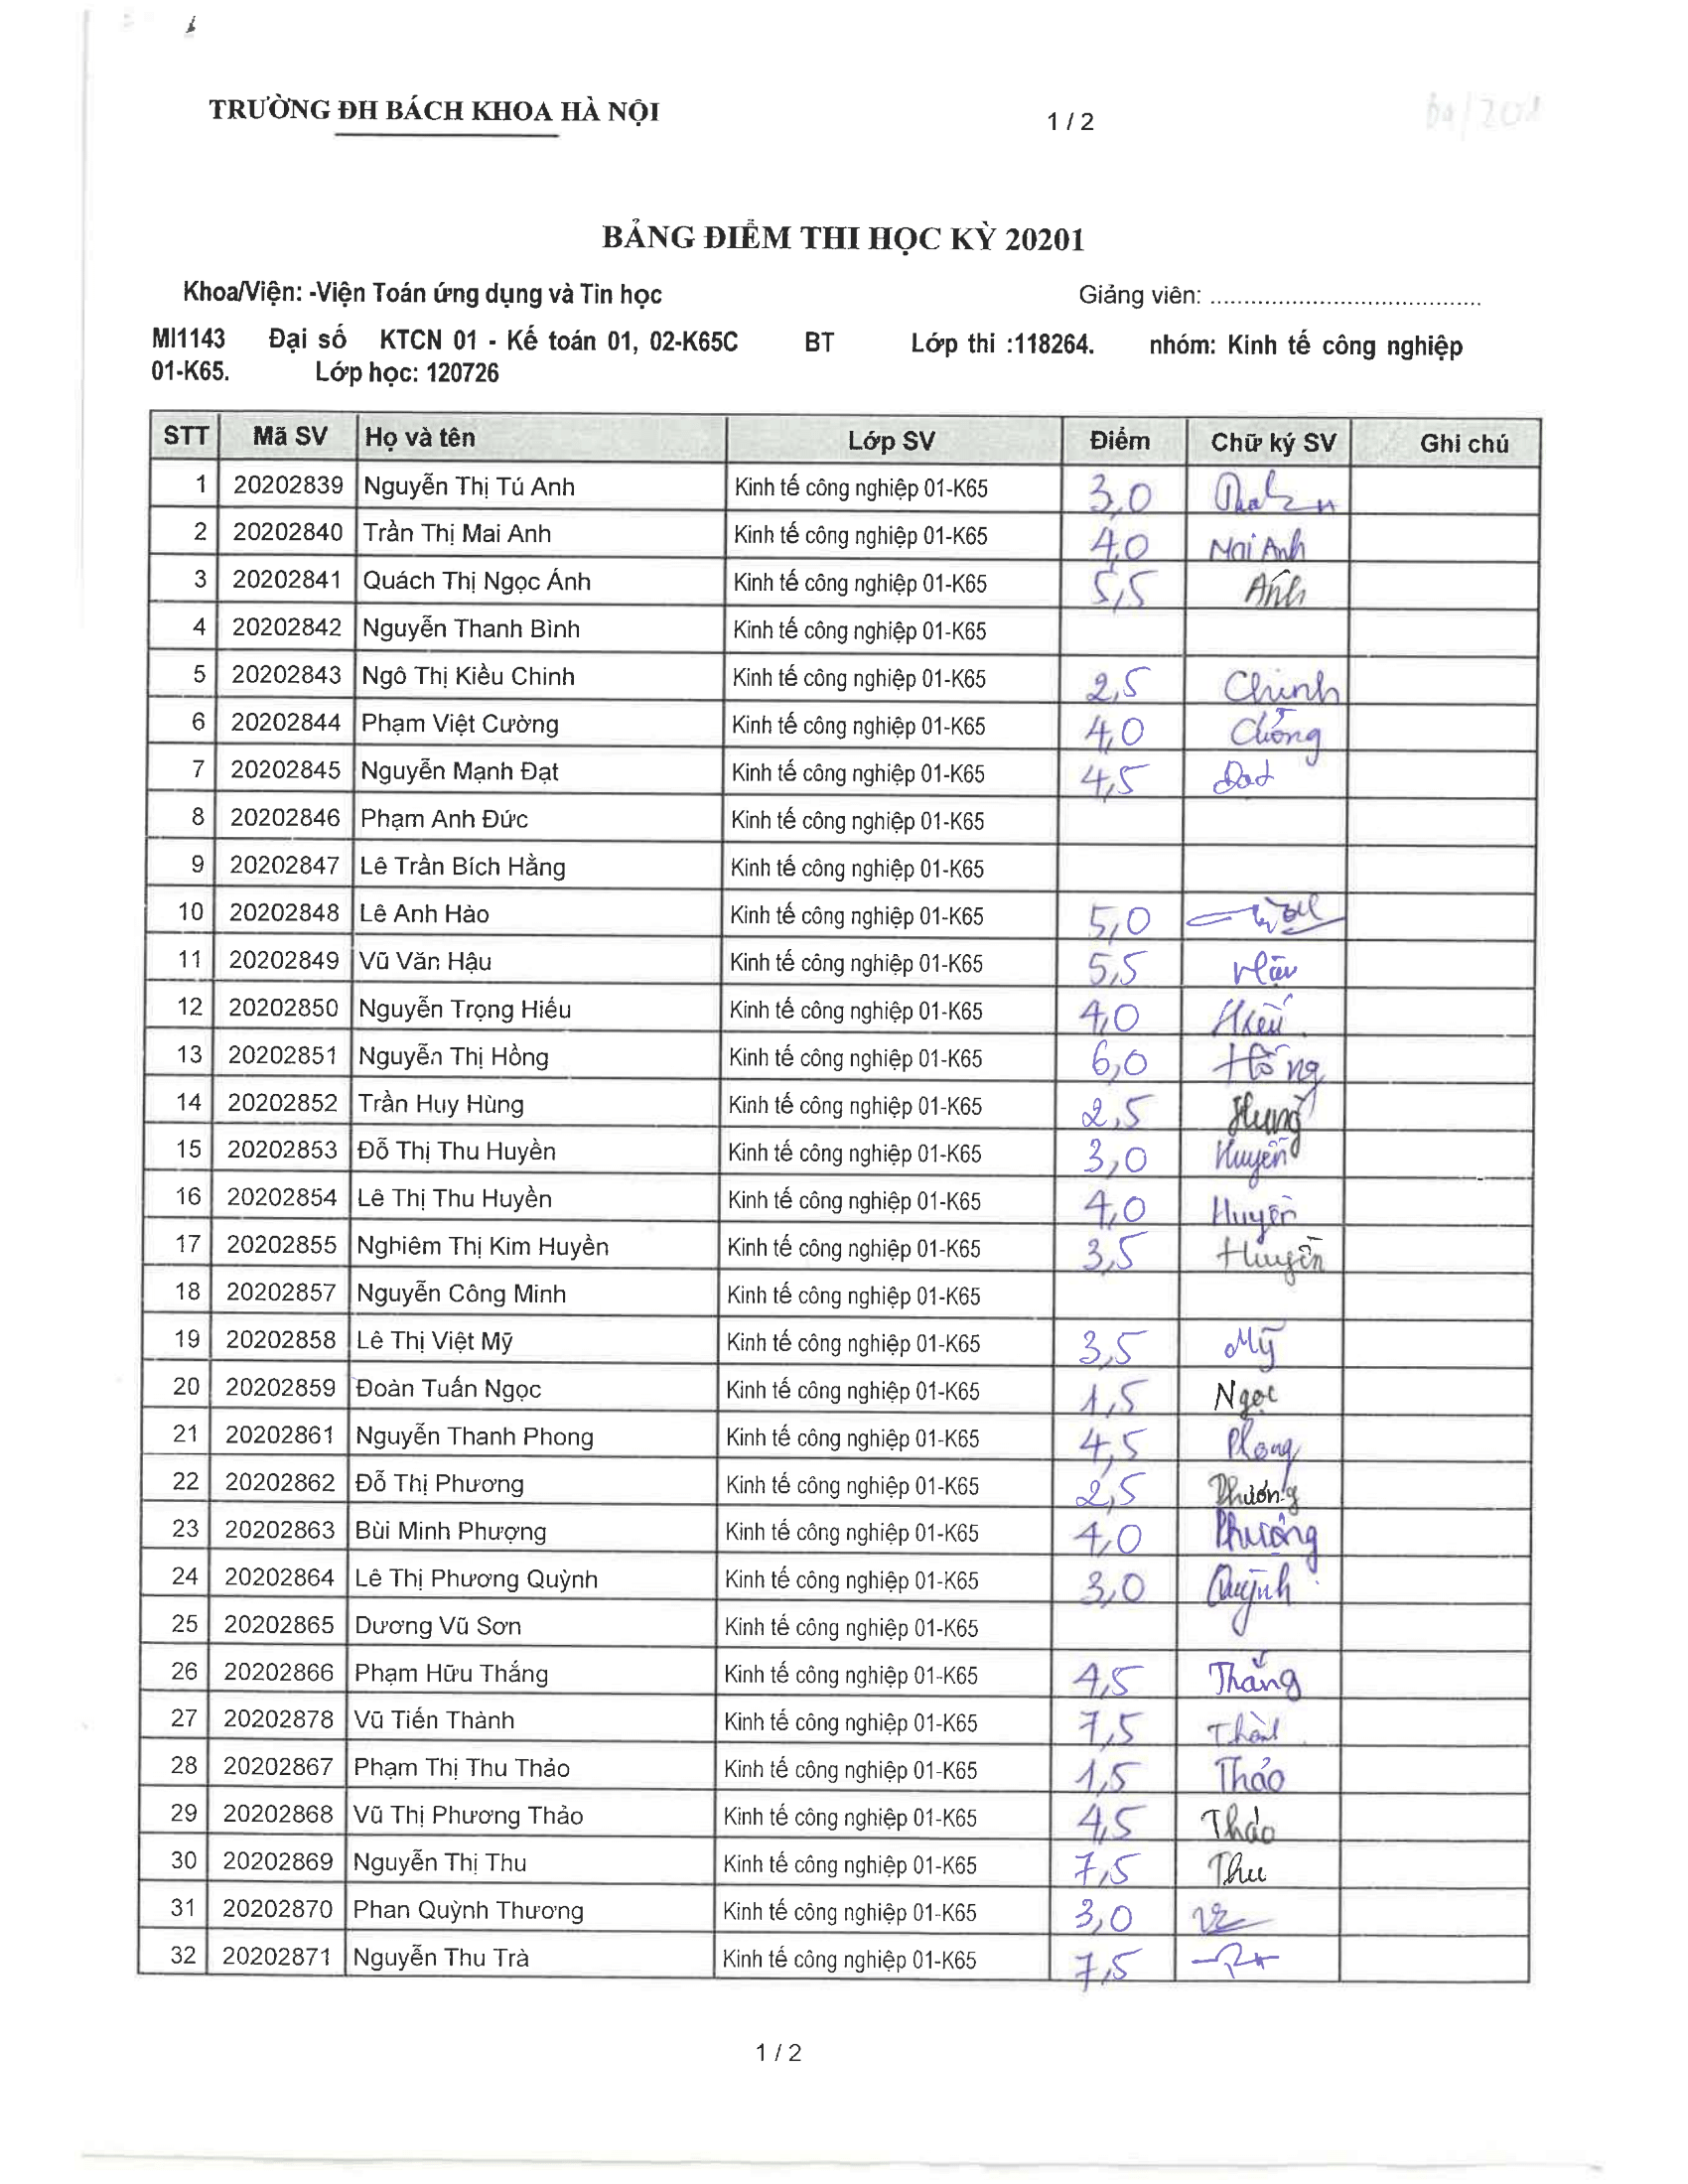 TRƯỜNG ĐH BÁCH KHOA HÀ NỘI
1 / 2
BẢNG ĐIỂM THI HỌC KỲ 20201
Khoa/Viện: -Viện Toán ứng dụng và Tin học Giảng viên: ........................................
MI1143 Đại số KTCN 01 - Kế toán 01, 02-K65C BT Lớp thi :118264. nhóm: Kinh tế công nghiệp
01-K65. Lớp học: 120726
STT Mã SV Họ và tên Lớp SV Điểm Chữ ký SV Ghi chú
1 20202839 Nguyễn Thị Tú Anh Kinh tế công nghiệp 01-K65 3,0
2 20202840 Trần Thị Mai Anh Kinh tế công nghiệp 01-K65 4,0 Mai Anh
3 20202841 Quách Thị Ngọc Ánh Kinh tế công nghiệp 01-K65 5,5 Ánh
4 20202842 Nguyễn Thanh Bình Kinh tế công nghiệp 01-K65
5 20202843 Ngô Thị Kiều Chinh Kinh tế công nghiệp 01-K65 2,5 Chinh
6 20202844 Phạm Việt Cường Kinh tế công nghiệp 01-K65 4,0 Cường
7 20202845 Nguyễn Mạnh Đạt Kinh tế công nghiệp 01-K65 4,5 Đạt
8 20202846 Phạm Anh Đức Kinh tế công nghiệp 01-K65
9 20202847 Lê Trần Bích Hằng Kinh tế công nghiệp 01-K65
10 20202848 Lê Anh Hào Kinh tế công nghiệp 01-K65 5,0
11 20202849 Vũ Văn Hậu Kinh tế công nghiệp 01-K65 5,5 Hậu
12 20202850 Nguyễn Trọng Hiếu Kinh tế công nghiệp 01-K65 4,0 Hiếu
13 20202851 Nguyễn Thị Hồng Kinh tế công nghiệp 01-K65 6,0 Hồng
14 20202852 Trần Huy Hùng Kinh tế công nghiệp 01-K65 2,5 Hùng
15 20202853 Đỗ Thị Thu Huyền Kinh tế công nghiệp 01-K65 3,0 Huyền
16 20202854 Lê Thị Thu Huyền Kinh tế công nghiệp 01-K65 4,0 Huyền
17 20202855 Nghiêm Thị Kim Huyền Kinh tế công nghiệp 01-K65 3,5 Huyền
18 20202857 Nguyễn Công Minh Kinh tế công nghiệp 01-K65
19 20202858 Lê Thị Việt Mỹ Kinh tế công nghiệp 01-K65 3,5 Mỹ
20 20202859 Đoàn Tuấn Ngọc Kinh tế công nghiệp 01-K65 1,5 Ngọc
21 20202861 Nguyễn Thanh Phong Kinh tế công nghiệp 01-K65 4,5 Phong
22 20202862 Đỗ Thị Phương Kinh tế công nghiệp 01-K65 2,5 Phương
23 20202863 Bùi Minh Phượng Kinh tế công nghiệp 01-K65 4,0 Phượng
24 20202864 Lê Thị Phương Quỳnh Kinh tế công nghiệp 01-K65 3,0 Quỳnh
25 20202865 Dương Vũ Sơn Kinh tế công nghiệp 01-K65
26 20202866 Phạm Hữu Thắng Kinh tế công nghiệp 01-K65 4,5 Thắng
27 20202878 Vũ Tiến Thành Kinh tế công nghiệp 01-K65 7,5 Thành
28 20202867 Phạm Thị Thu Thảo Kinh tế công nghiệp 01-K65 1,5 Thảo
29 20202868 Vũ Thị Phương Thảo Kinh tế công nghiệp 01-K65 4,5 Thảo
30 20202869 Nguyễn Thị Thu Kinh tế công nghiệp 01-K65 7,5 Thu
31 20202870 Phan Quỳnh Thương Kinh tế công nghiệp 01-K65 3,0
32 20202871 Nguyễn Thu Trà Kinh tế công nghiệp 01-K65 7,5
1 / 2